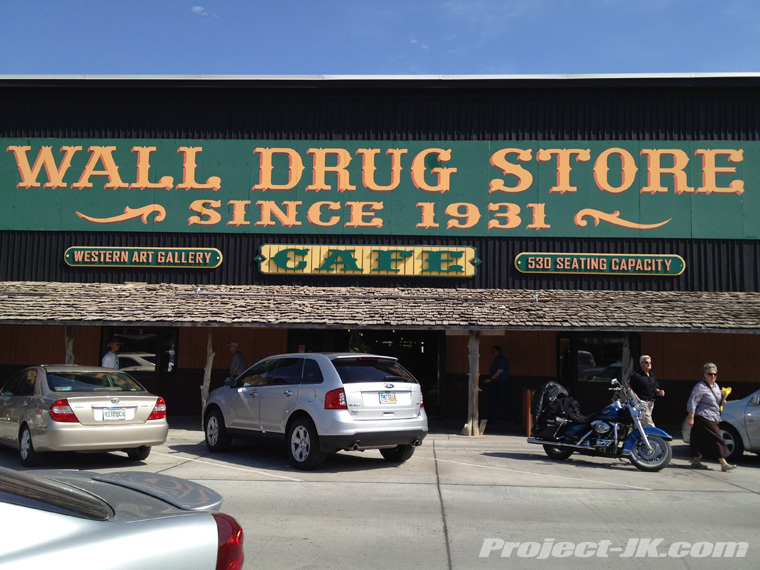 WALL DRUG STORE
SINCE 1931
WESTERN ART GALLERY
CAFE
530 SEATING CAPACITY
Project-JK.com